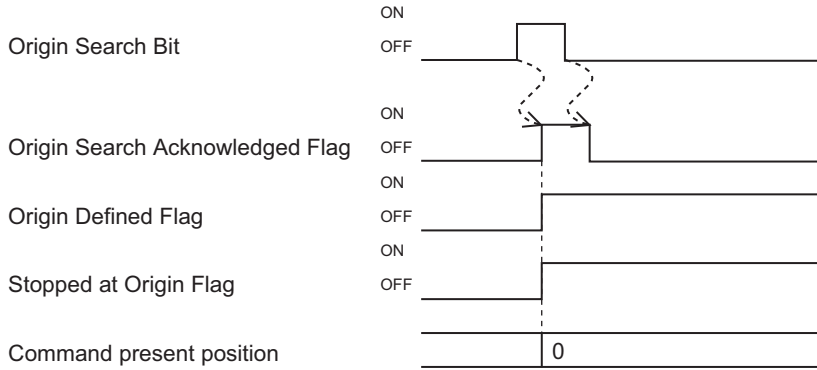 ON
Origin Search Bit OFF
ON
Origin Search Acknowledged Flag OFF
ON
Origin Defined Flag OFF
ON
Stopped at Origin Flag OFF
Command present position 0